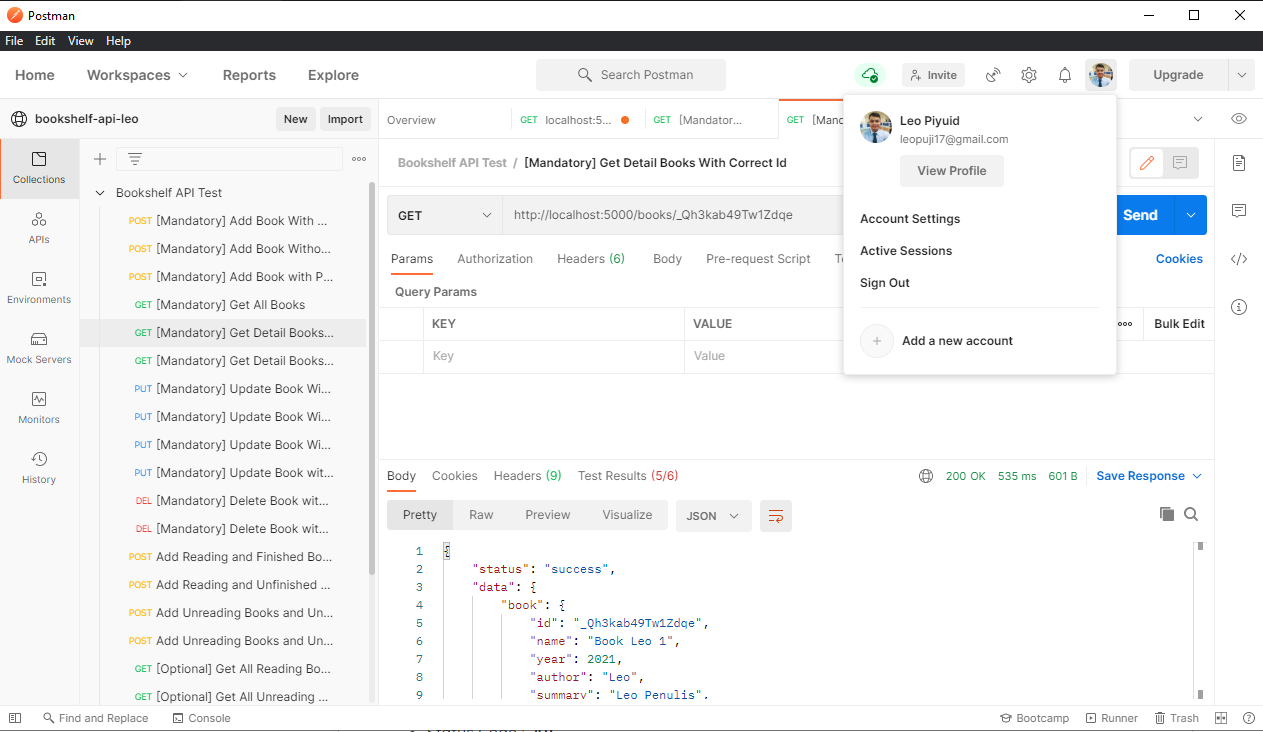 Postman
File Edit View Help
Home Workspaces Reports Explore Search Postman Invite Upgrade
bookshelf-api-leo New Import
Overview GET localhost:5... GET [Mandator... GET [Mand
Collections
APIs
Environments
Mock Servers
Monitors
History
Bookshelf API Test
POST [Mandatory] Add Book With ...
POST [Mandatory] Add Book Witho...
POST [Mandatory] Add Book with P...
GET [Mandatory] Get All Books
GET [Mandatory] Get Detail Books...
GET [Mandatory] Get Detail Books...
PUT [Mandatory] Update Book Wi...
PUT [Mandatory] Update Book Wi...
PUT [Mandatory] Update Book Wi...
PUT [Mandatory] Update Book wit...
DEL [Mandatory] Delete Book wit...
DEL [Mandatory] Delete Book wit...
POST Add Reading and Finished Bo...
POST Add Reading and Unfinished ...
POST Add Unreading Books and Un...
POST Add Unreading Books and Un...
GET [Optional] Get All Reading Bo...
GET [Optional] Get All Unreading ...
Bookshelf API Test / [Mandatory] Get Detail Books With Correct Id
GET http://localhost:5000/books/_Qh3kab49Tw1Zdqe Send
Params Authorization Headers (6) Body Pre-request Script Cookies
Query Params
KEY VALUE Bulk Edit
Key Value
Leo Piyuid
leopuji17@gmail.com
View Profile
Account Settings
Active Sessions
Sign Out
Add a new account
Body Cookies Headers (9) Test Results (5/6) 200 OK 535 ms 601 B Save Response
Pretty Raw Preview Visualize JSON
1 {
2 "status": "success",
3 "data": {
4 "book": {
5 "id": "_Qh3kab49Tw1Zdqe",
6 "name": "Book Leo 1",
7 "year": 2021,
8 "author": "Leo",
9 "summary": "Leo Penulis",
Find and Replace Console Bootcamp Runner Trash